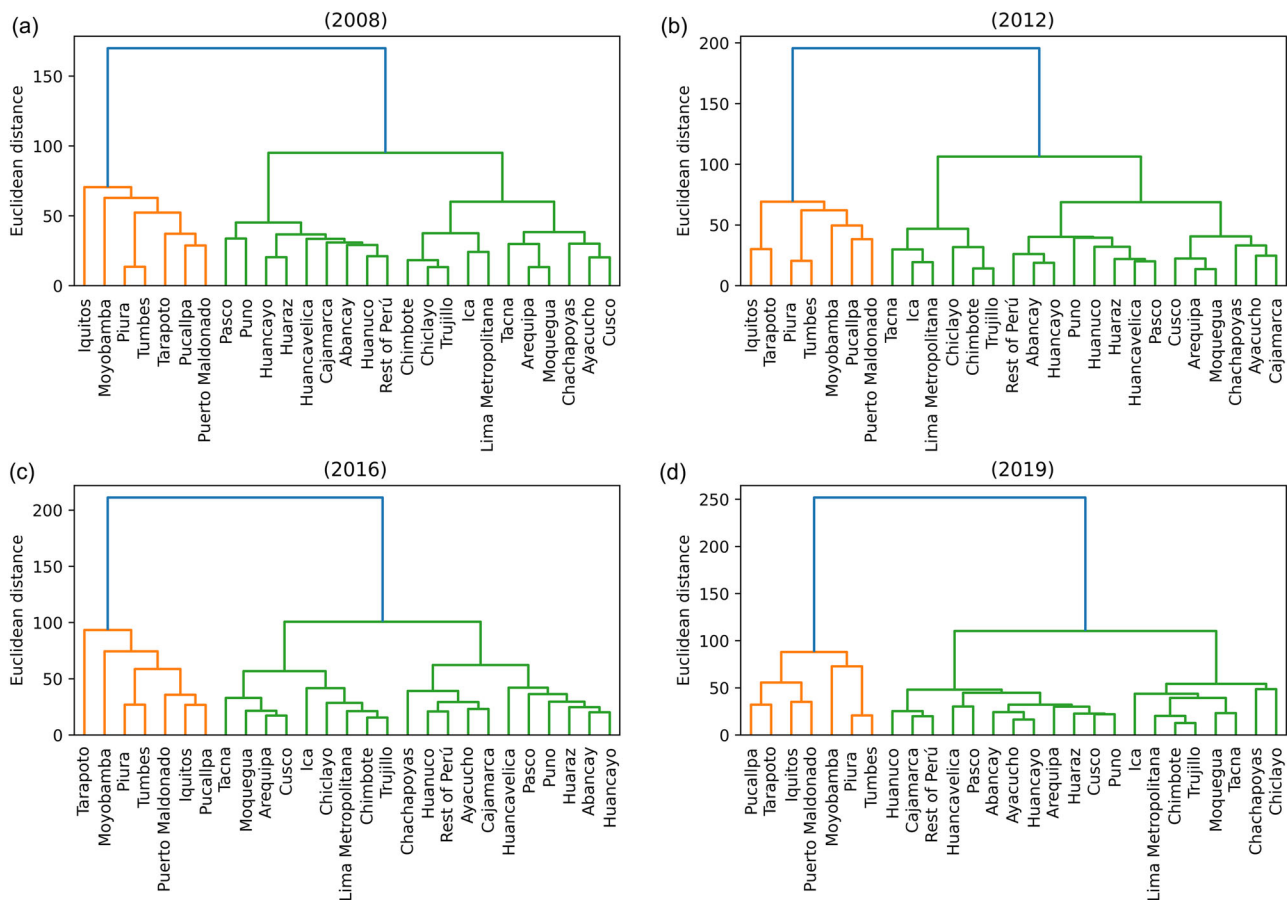 (a)
(2008)
Euclidean distance
150
100
50
0
Iquitos
Moyobamba
Piura
Tumbes
Tarapoto
Pucallpa
Puerto Maldonado
Pasco
Puno
Huancayo
Huaraz
Huancavelica
Cajamarca
Abancay
Huanuco
Rest of Perú
Chimbote
Chiclayo
Trujillo
Ica
Lima Metropolitana
Tacna
Arequipa
Moquegua
Chachapoyas
Ayacucho
Cusco
(b)
(2012)
Euclidean distance
200
150
100
50
0
Iquitos
Tarapoto
Piura
Tumbes
Moyobamba
Pucallpa
Puerto Maldonado
Tacna
Ica
Lima Metropolitana
Chiclayo
Chimbote
Trujillo
Rest of Perú
Abancay
Huancayo
Puno
Huanuco
Huaraz
Huancavelica
Pasco
Cusco
Arequipa
Moquegua
Chachapoyas
Ayacucho
Cajamarca
(c)
(2016)
Euclidean distance
200
150
100
50
0
Tarapoto
Moyobamba
Piura
Tumbes
Puerto Maldonado
Iquitos
Pucallpa
Tacna
Moquegua
Arequipa
Cusco
Ica
Chiclayo
Lima Metropolitana
Chimbote
Trujillo
Chachapoyas
Huanuco
Rest of Perú
Ayacucho
Cajamarca
Huancavelica
Pasco
Puno
Huaraz
Abancay
Huancayo
(d)
(2019)
Euclidean distance
250
200
150
100
50
0
Pucallpa
Tarapoto
Iquitos
Puerto Maldonado
Moyobamba
Piura
Tumbes
Huanuco
Cajamarca
Rest of Perú
Huancavelica
Pasco
Abancay
Ayacucho
Huancayo
Arequipa
Huaraz
Cusco
Puno
Ica
Lima Metropolitana
Chimbote
Trujillo
Moquegua
Tacna
Chachapoyas
Chiclayo